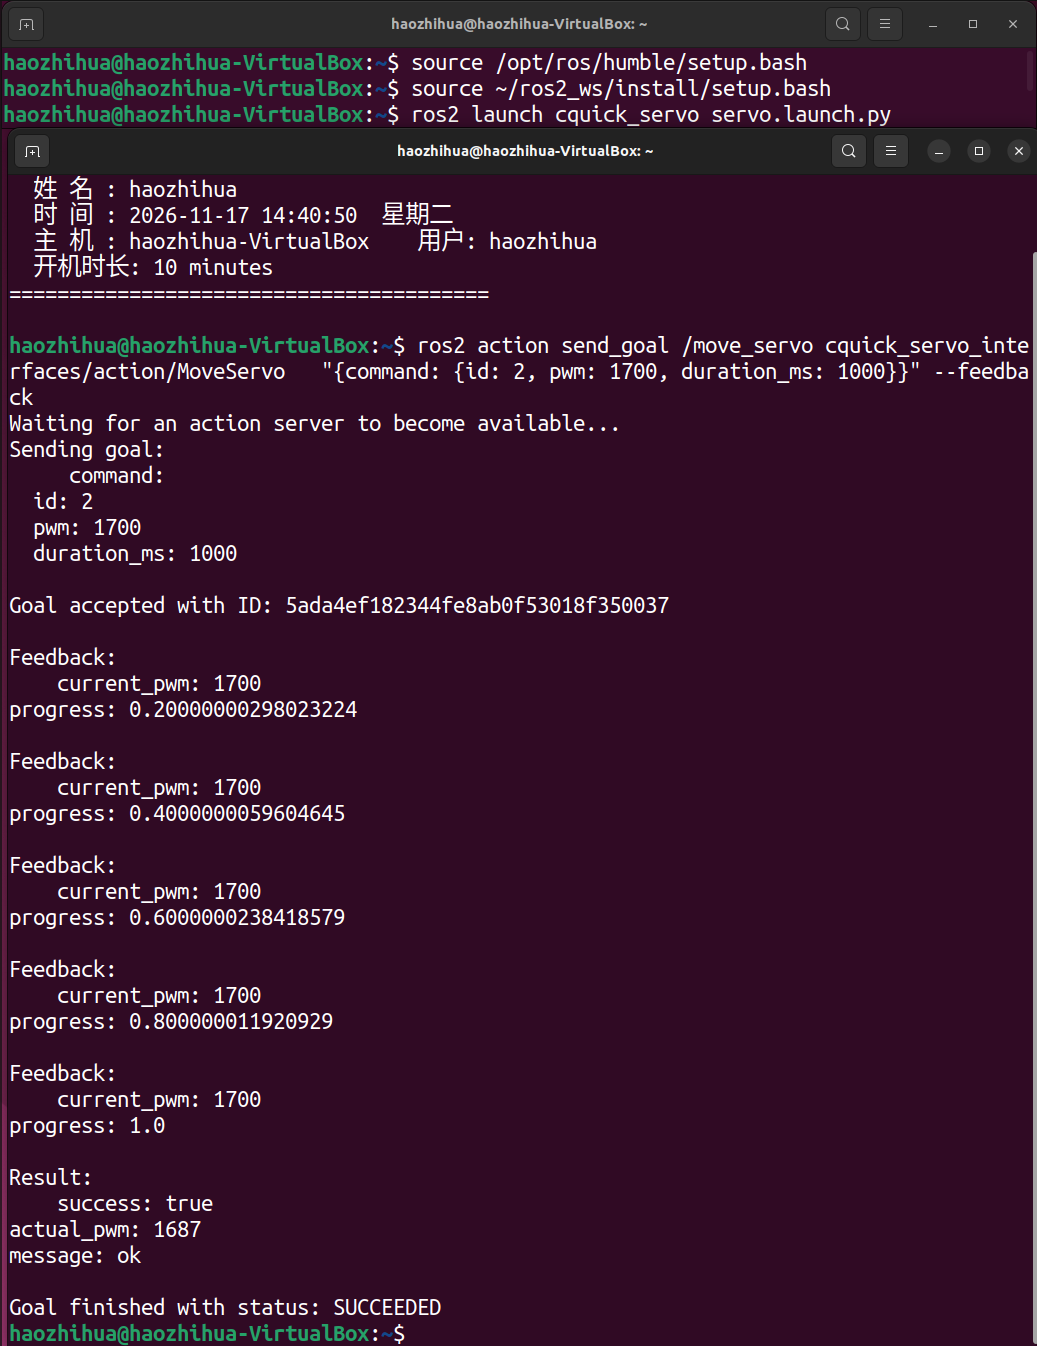 haozhihua@haozhihua-VirtualBox: ~
haozhihua@haozhihua-VirtualBox:~$ source /opt/ros/humble/setup.bash
haozhihua@haozhihua-VirtualBox:~$ source ~/ros2_ws/install/setup.bash
haozhihua@haozhihua-VirtualBox:~$ ros2 launch cquick_servo servo.launch.py
haozhihua@haozhihua-VirtualBox: ~
姓 名 : haozhihua
时 间 : 2026-11-17 14:40:50  星期二
主 机 : haozhihua-VirtualBox    用户: haozhihua
开机时长: 10 minutes
========================================
haozhihua@haozhihua-VirtualBox:~$ ros2 action send_goal /move_servo cquick_servo_inte
rfaces/action/MoveServo   "{command: {id: 2, pwm: 1700, duration_ms: 1000}}" --feedba
ck
Waiting for an action server to become available...
Sending goal:
     command:
  id: 2
  pwm: 1700
  duration_ms: 1000
Goal accepted with ID: 5ada4ef182344fe8ab0f53018f350037
Feedback:
    current_pwm: 1700
progress: 0.20000000298023224
Feedback:
    current_pwm: 1700
progress: 0.4000000059604645
Feedback:
    current_pwm: 1700
progress: 0.6000000238418579
Feedback:
    current_pwm: 1700
progress: 0.800000011920929
Feedback:
    current_pwm: 1700
progress: 1.0
Result:
    success: true
actual_pwm: 1687
message: ok
Goal finished with status: SUCCEEDED
haozhihua@haozhihua-VirtualBox:~$